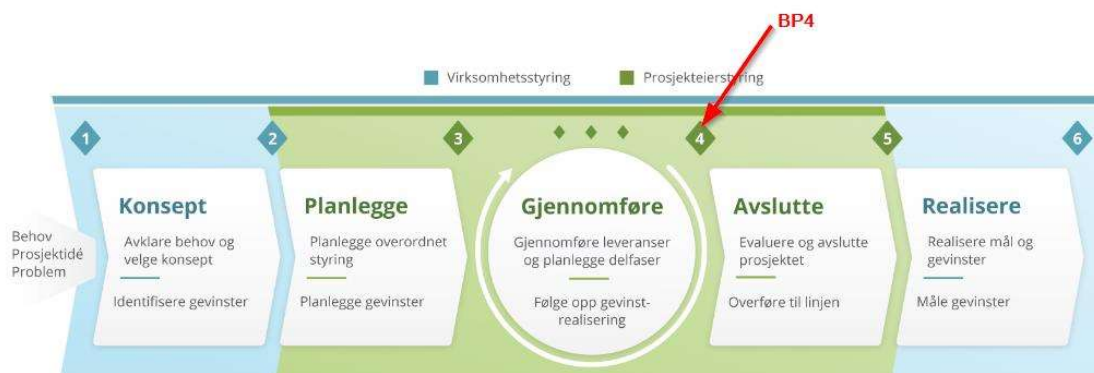 BP4
Virksomhetsstyring
Prosjekteierstyring
1
2
3
4
5
6
Behov
Prosjektidé
Problem
Konsept
Avklare behov og
velge konsept
Identifisere gevinster
Planlegge
Planlegge overordnet
styring
Planlegge gevinster
Gjennomføre
Gjennomføre leveranser
og planlegge delfaser
Følge opp gevinst-
realisering
Avslutte
Evaluere og avslutte
prosjektet
Overføre til linjen
Realisere
Realisere mål og
gevinster
Måle gevinster